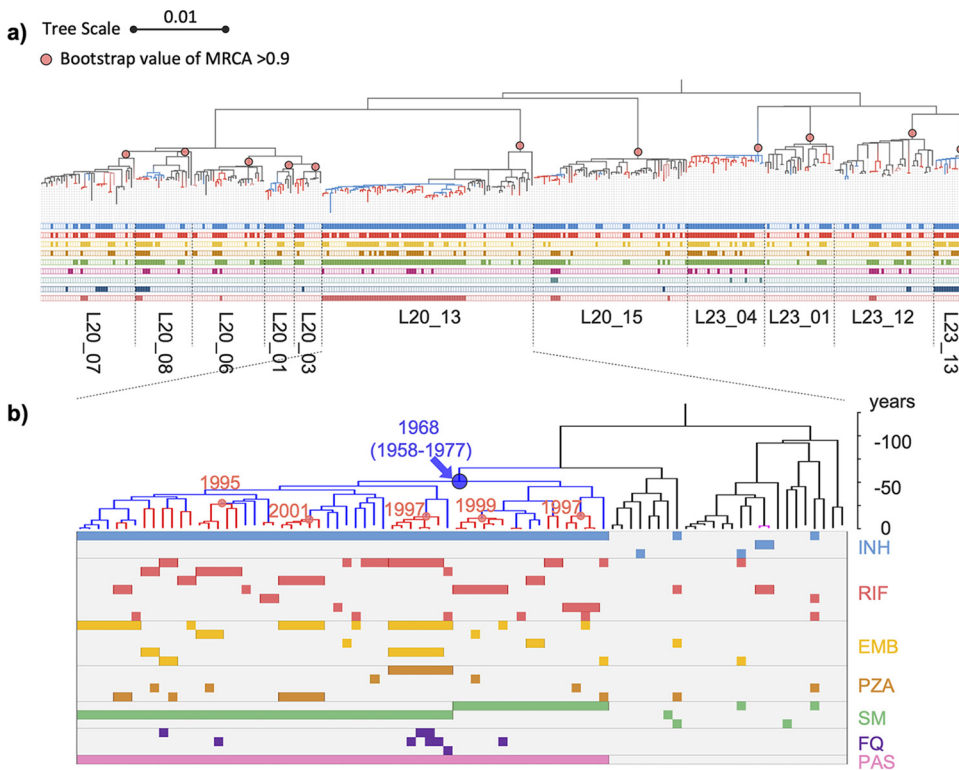 a)
Tree Scale
0.01
Bootstrap value of MRCA >0.9
L20_07
L20_08
L20_06
L20_01
L20_03
L20_13
L20_15
L23_04
L23_01
L23_12
L23_13
b)
years
1968
(1958-1977)
-100
-50
0
1995
2001
1997
1999
1997
INH
RIF
EMB
PZA
SM
FQ
PAS